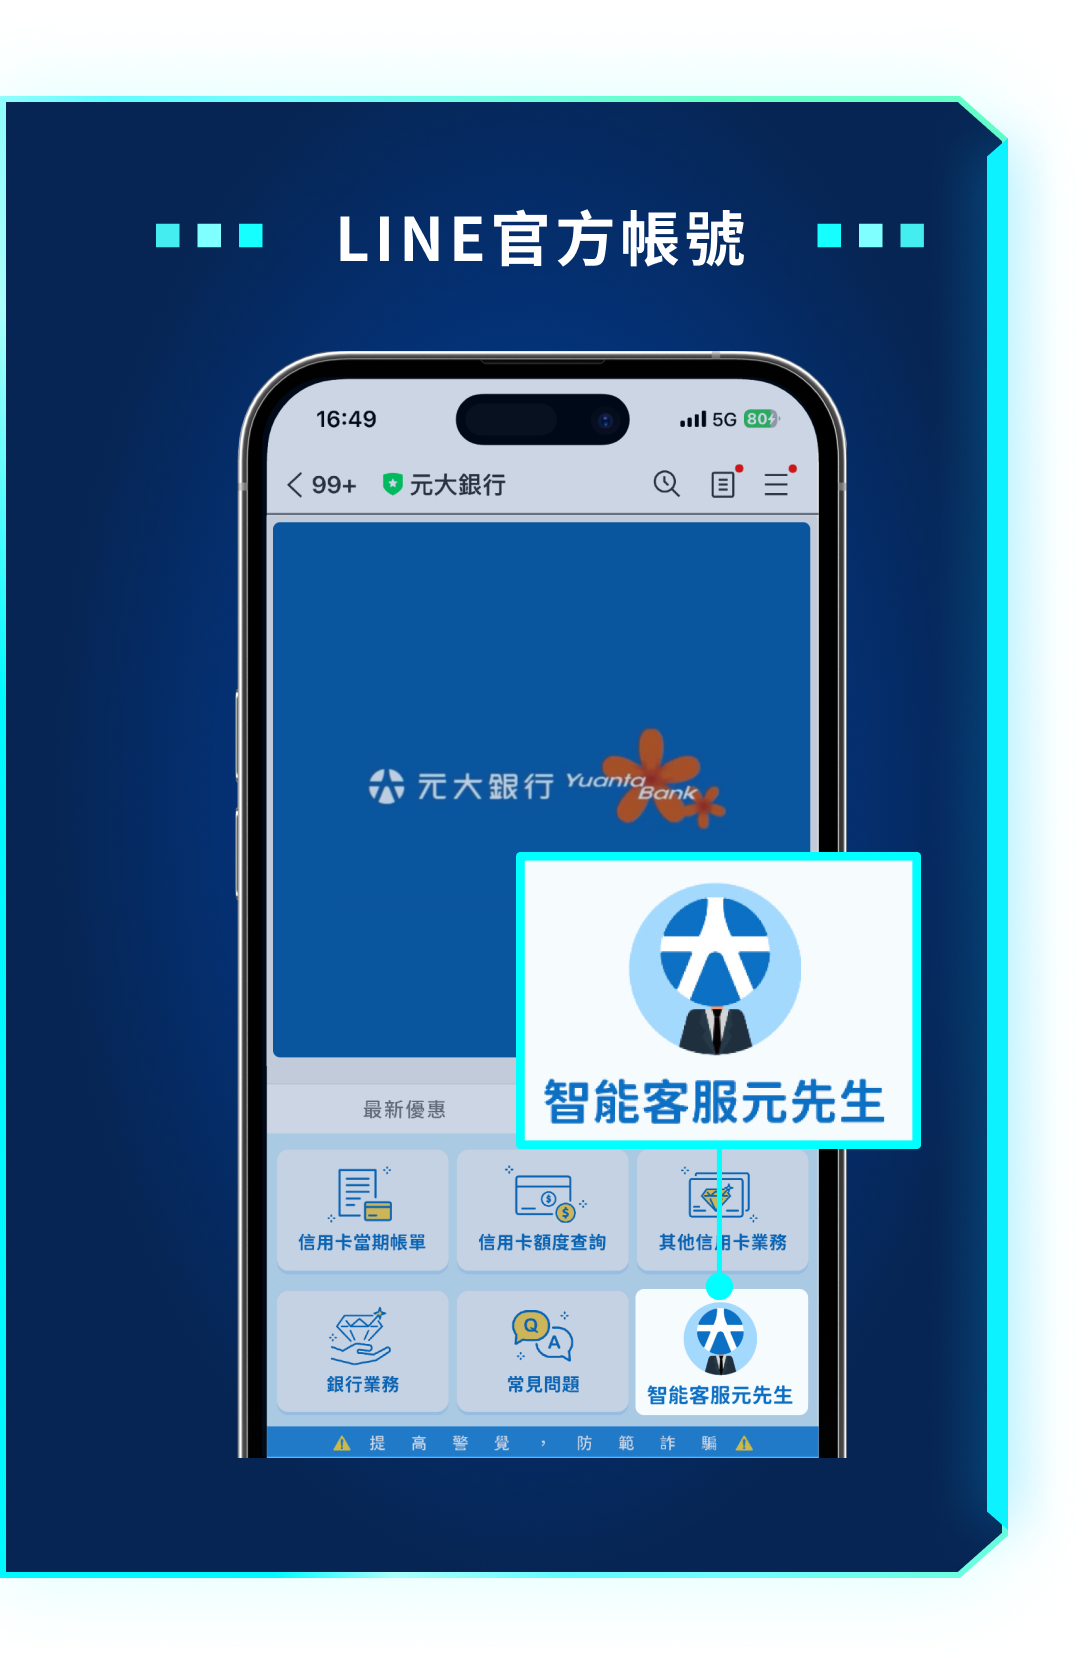 LINE官方帳號
16:49
5G 80
99+ 元大銀行
元大銀行 Yuanta Bank
智能客服元先生
最新優惠
信用卡當期帳單 信用卡額度查詢 其他信用卡業務
Q A
銀行業務 常見問題 智能客服元先生
提高警覺，防範詐騙